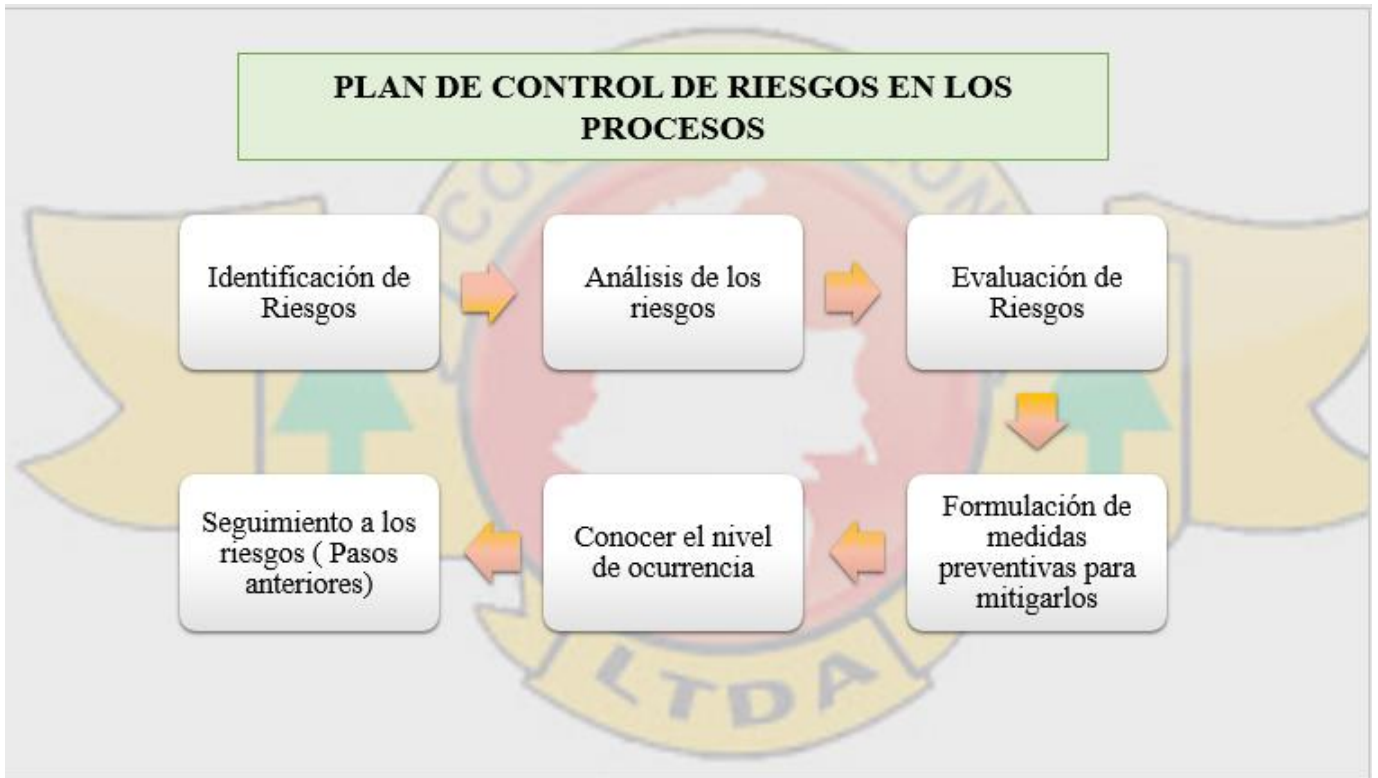 PLAN DE CONTROL DE RIESGOS EN LOS
PROCESOS
Identificación de
Riesgos
Análisis de los
riesgos
Evaluación de
Riesgos
Formulación de
medidas
preventivas para
mitigarlos
Conocer el nivel
de ocurrencia
Seguimiento a los
riesgos ( Pasos
anteriores)
LTDA